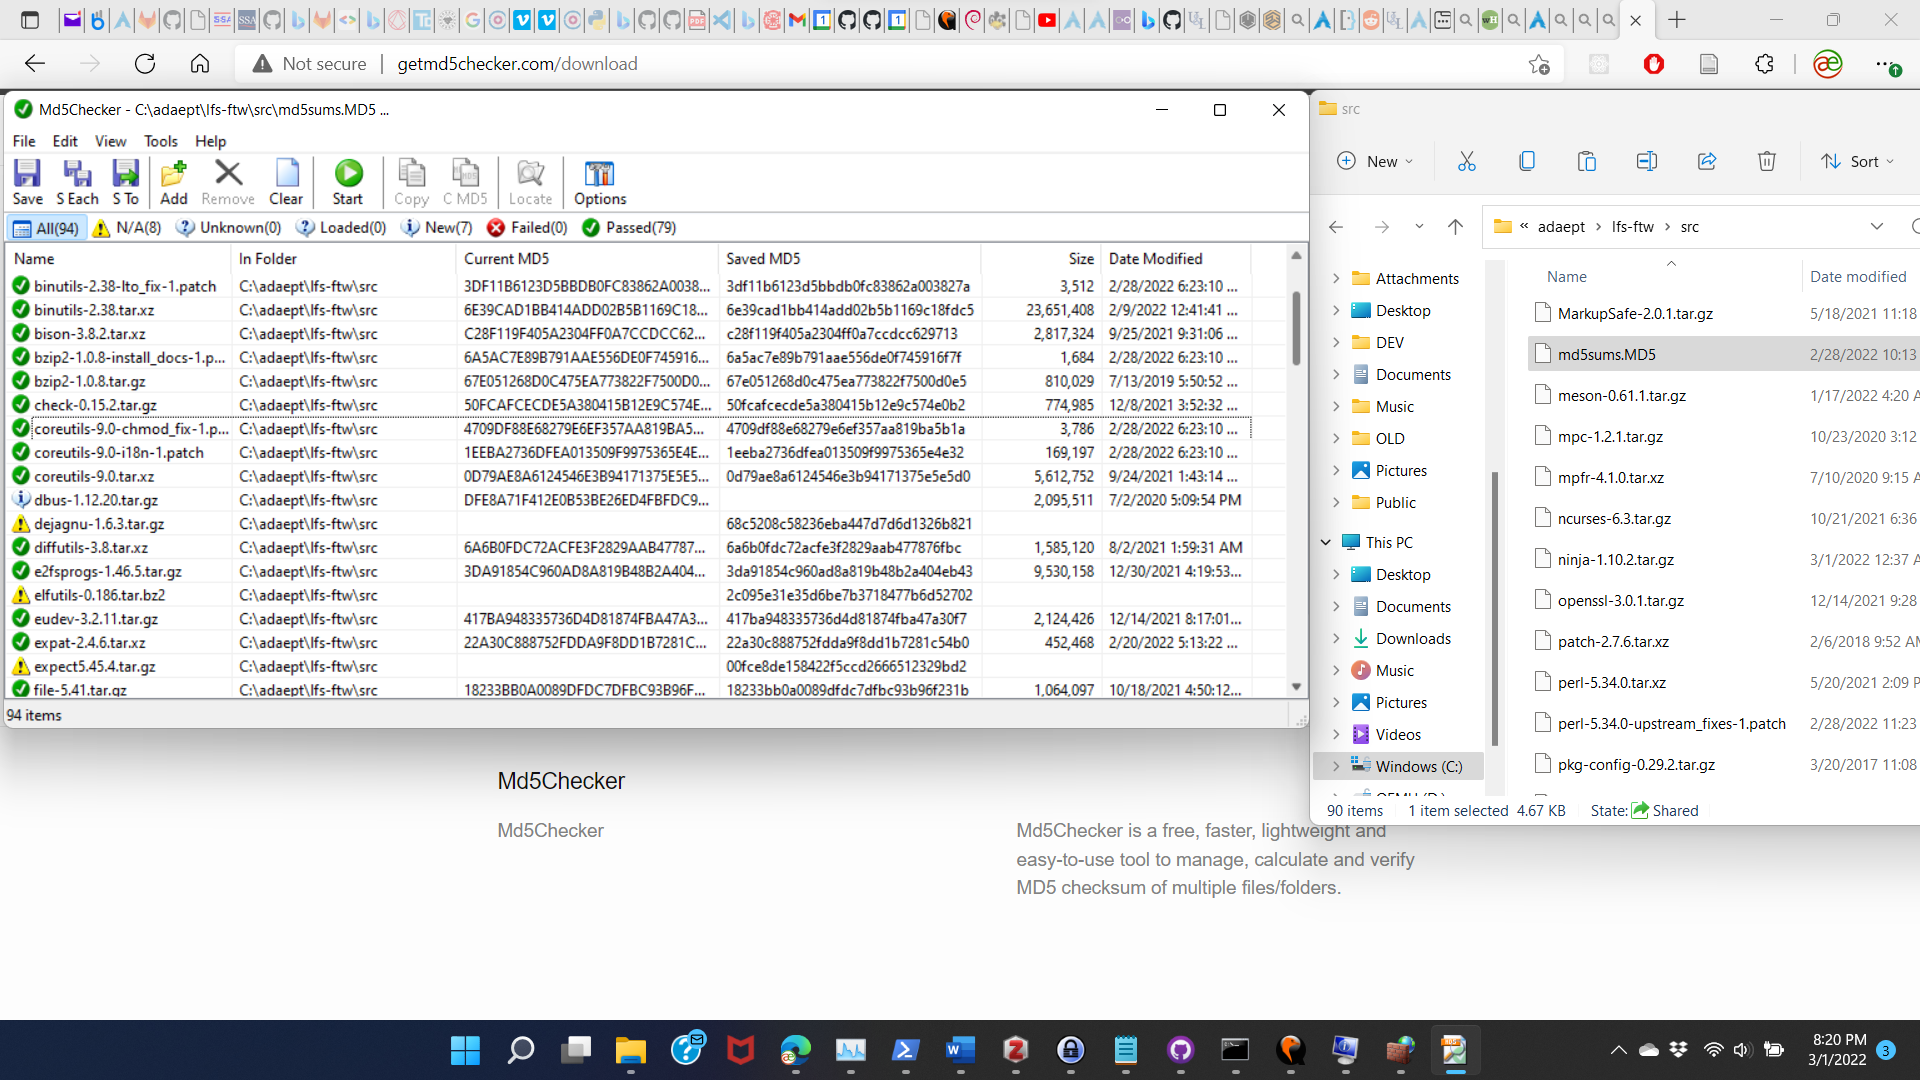 Not secure | getmd5checker.com/download
Md5Checker - C:\adaept\lfs-ftw\src\md5sums.MD5 ...
File Edit View Tools Help
Save S Each S To Add Remove Clear Start Copy C MD5 Locate Options
All(94) N/A(8) Unknown(0) Loaded(0) New(7) Failed(0) Passed(79)
Name In Folder Current MD5 Saved MD5 Size Date Modified
binutils-2.38-lto_fix-1.patch C:\adaept\lfs-ftw\src 3DF11B6123D5BBDB0FC83862A0038... 3df11b6123d5bbdb0fc83862a003827a 3,512 2/28/2022 6:23:10 ...
binutils-2.38.tar.xz C:\adaept\lfs-ftw\src 6E39CAD1BB414ADD02B5B1169C18... 6e39cad1bb414add02b5b1169c18fdc5 23,651,408 2/9/2022 12:41:41 ...
bison-3.8.2.tar.xz C:\adaept\lfs-ftw\src C28F119F405A2304FF0A7CCDCC62... c28f119f405a2304ff0a7ccdcc629713 2,817,324 9/25/2021 9:31:06 ...
bzip2-1.0.8-install_docs-1.p... C:\adaept\lfs-ftw\src 6A5AC7E89B791AAE556DE0F745916... 6a5ac7e89b791aae556de0f745916f7f 1,684 2/28/2022 6:23:10 ...
bzip2-1.0.8.tar.gz C:\adaept\lfs-ftw\src 67E051268D0C475EA773822F7500D0... 67e051268d0c475ea773822f7500d0e5 810,029 7/13/2019 5:50:52 ...
check-0.15.2.tar.gz C:\adaept\lfs-ftw\src 50FCAFCECDE5A380415B12E9C574E... 50fcafcecde5a380415b12e9c574e0b2 774,985 12/8/2021 3:52:32 ...
coreutils-9.0-chmod_fix-1.p... C:\adaept\lfs-ftw\src 4709DF88E68279E6EF357AA819BA5... 4709df88e68279e6ef357aa819ba5b1a 3,786 2/28/2022 6:23:10 ...
coreutils-9.0-i18n-1.patch C:\adaept\lfs-ftw\src 1EEBA2736DFEA013509F9975365E4E... 1eeba2736dfea013509f9975365e4e32 169,197 2/28/2022 6:23:10 ...
coreutils-9.0.tar.xz C:\adaept\lfs-ftw\src 0D79AE8A6124546E3B94171375E5E5... 0d79ae8a6124546e3b94171375e5e5d0 5,612,752 9/24/2021 1:43:14 ...
dbus-1.12.20.tar.gz C:\adaept\lfs-ftw\src DFE8A71F412E0B53BE26ED4FBFDC9... 2,095,511 7/2/2020 5:09:54 PM
dejagnu-1.6.3.tar.gz C:\adaept\lfs-ftw\src 68c5208c58236eba447d7d6d1326b821
diffutils-3.8.tar.xz C:\adaept\lfs-ftw\src 6A6B0FDC72ACFE3F2829AAB47787... 6a6b0fdc72acfe3f2829aab477876fbc 1,585,120 8/2/2021 1:59:31 AM
e2fsprogs-1.46.5.tar.gz C:\adaept\lfs-ftw\src 3DA91854C960AD8A819B48B2A404... 3da91854c960ad8a819b48b2a404eb43 9,530,158 12/30/2021 4:19:53...
elfutils-0.186.tar.bz2 C:\adaept\lfs-ftw\src 2c095e31e35d6be7b3718477b6d52702
eudev-3.2.11.tar.gz C:\adaept\lfs-ftw\src 417BA948335736D4D81874FBA47A3... 417ba948335736d4d81874fba47a30f7 2,124,426 12/14/2021 8:17:01...
expat-2.4.6.tar.xz C:\adaept\lfs-ftw\src 22A30C888752FDDA9F8DD1B7281C... 22a30c888752fdda9f8dd1b7281c54b0 452,468 2/20/2022 5:13:22 ...
expect5.45.4.tar.gz C:\adaept\lfs-ftw\src 00fce8de158422f5ccd2666512329bd2
file-5.41.tar.gz C:\adaept\lfs-ftw\src 18233BB0A0089DFDC7DFBC93B96F... 18233bb0a0089dfdc7dfbc93b96f231b 1,064,097 10/18/2021 4:50:12...
94 items
src
New Sort
« adaept > lfs-ftw > src
Attachments
Desktop
DEV
Documents
Music
OLD
Pictures
Public
This PC
Desktop
Documents
Downloads
Music
Pictures
Videos
Windows (C:)
Name Date modified
MarkupSafe-2.0.1.tar.gz 5/18/2021 11:18
md5sums.MD5 2/28/2022 10:13
meson-0.61.1.tar.gz 1/17/2022 4:20 A
mpc-1.2.1.tar.gz 10/23/2020 3:12
mpfr-4.1.0.tar.xz 7/10/2020 9:15 A
ncurses-6.3.tar.gz 10/21/2021 6:36
ninja-1.10.2.tar.gz 3/1/2022 12:37 A
openssl-3.0.1.tar.gz 12/14/2021 9:28
patch-2.7.6.tar.xz 2/6/2018 9:52 AM
perl-5.34.0.tar.xz 5/20/2021 2:09 P
perl-5.34.0-upstream_fixes-1.patch 2/28/2022 11:23
pkg-config-0.29.2.tar.gz 3/20/2017 11:08
90 items 1 item selected 4.67 KB State: Shared
Md5Checker
Md5Checker
Md5Checker is a free, faster, lightweight and
easy-to-use tool to manage, calculate and verify
MD5 checksum of multiple files/folders.
8:20 PM
3/1/2022
3